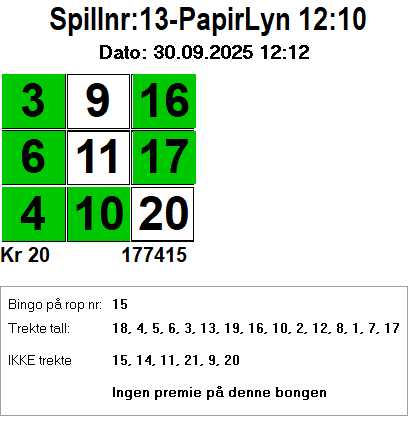 Spillnr:13-PapirLyn 12:10
Dato: 30.09.2025 12:12
3 9 16
6 11 17
4 10 20
Kr 20 177415
Bingo på rop nr: 15
Trekte tall: 18, 4, 5, 6, 3, 13, 19, 16, 10, 2, 12, 8, 1, 7, 17
IKKE trekte 15, 14, 11, 21, 9, 20
Ingen premie på denne bongen